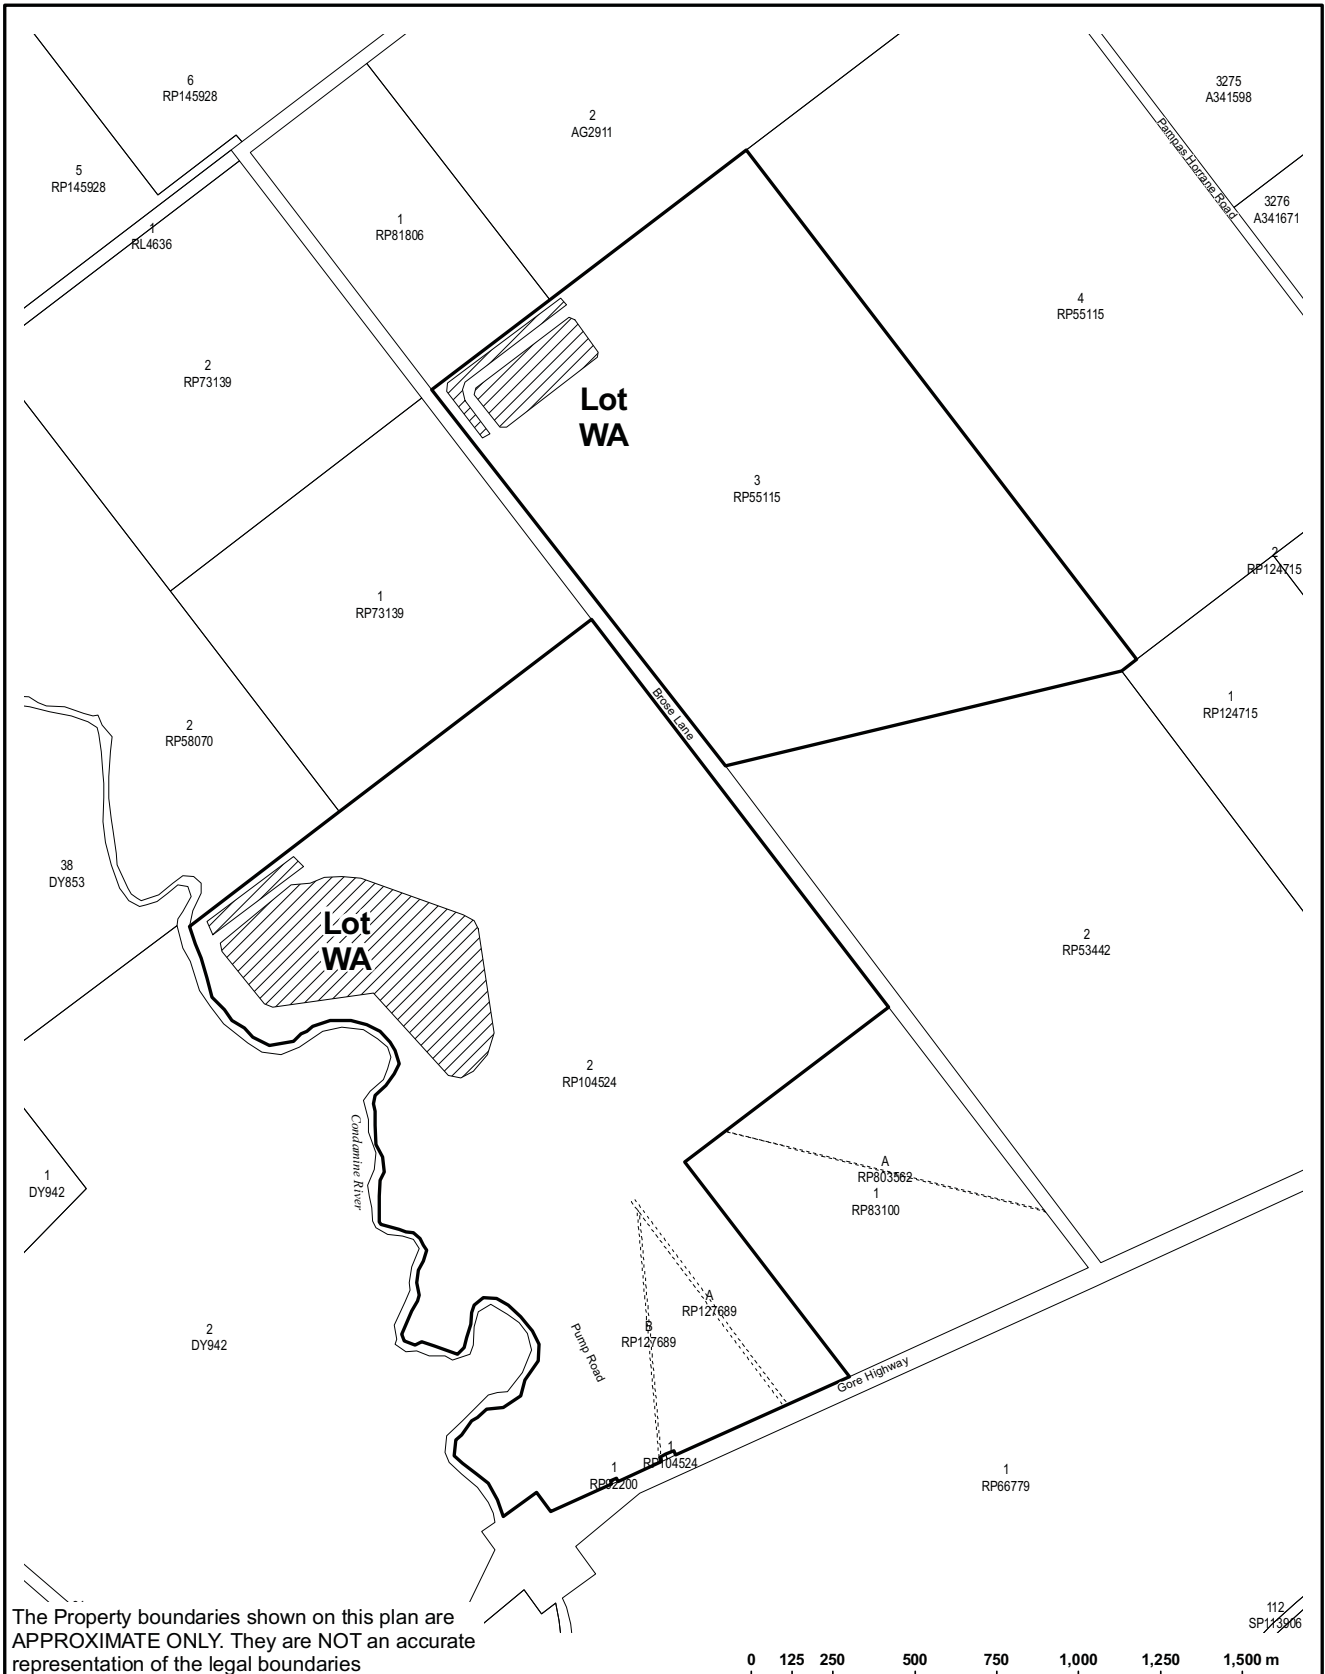 6
RP145928
2
AG2911
3275
A341598
Pampas Horrane Road
5
RP145928
3276
A341671
1
RL4636
1
RP81806
4
RP55115
2
RP73139
Lot
WA
3
RP55115
2
RP124715
1
RP73139
1
RP124715
Brose Lane
2
RP58070
38
DY853
Lot
WA
2
RP53442
2
RP104524
Condamine River
A
RP803562
1
RP83100
1
DY942
A
RP127689
B
RP127689
2
DY942
Pump Road
Gore Highway
1
RP104524
1
RP92200
1
RP66779
112
SP113906
The Property boundaries shown on this plan are
APPROXIMATE ONLY. They are NOT an accurate
representation of the legal boundaries
0 125 250 500 750 1,000 1,250 1,500 m